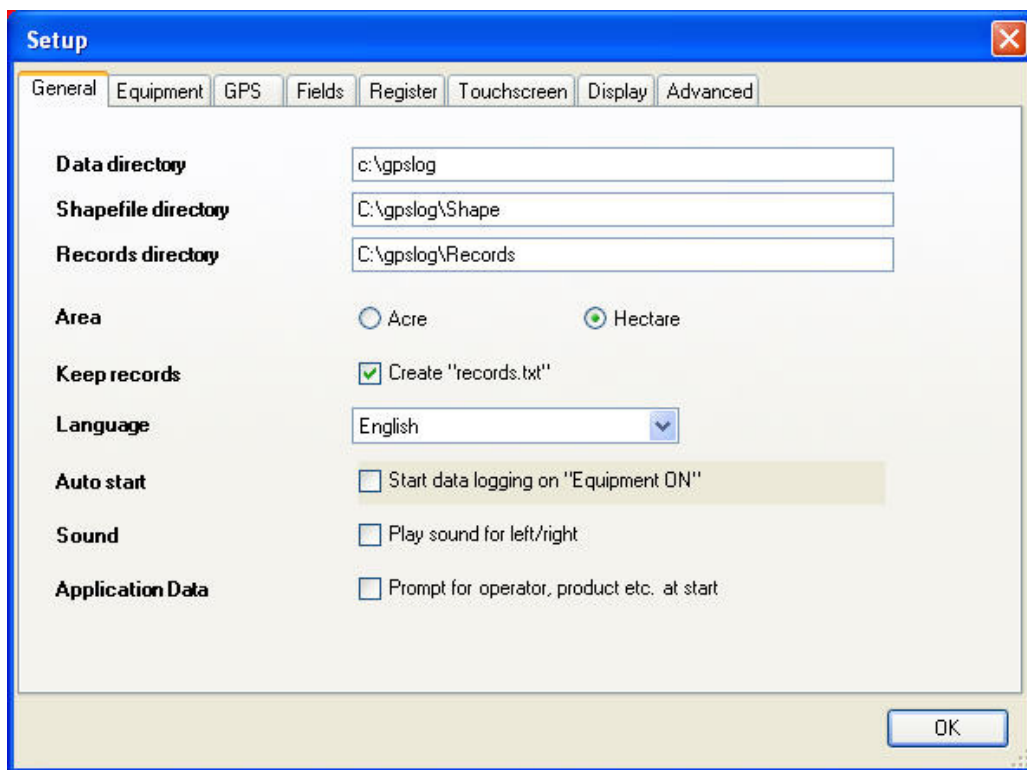 Setup
General Equipment GPS Fields Register Touchscreen Display Advanced
Data directory c:\gpslog
Shapefile directory C:\gpslog\Shape
Records directory C:\gpslog\Records
Area Acre Hectare
Keep records Create "records.txt"
Language English
Auto start Start data logging on "Equipment ON"
Sound Play sound for left/right
Application Data Prompt for operator, product etc. at start
OK